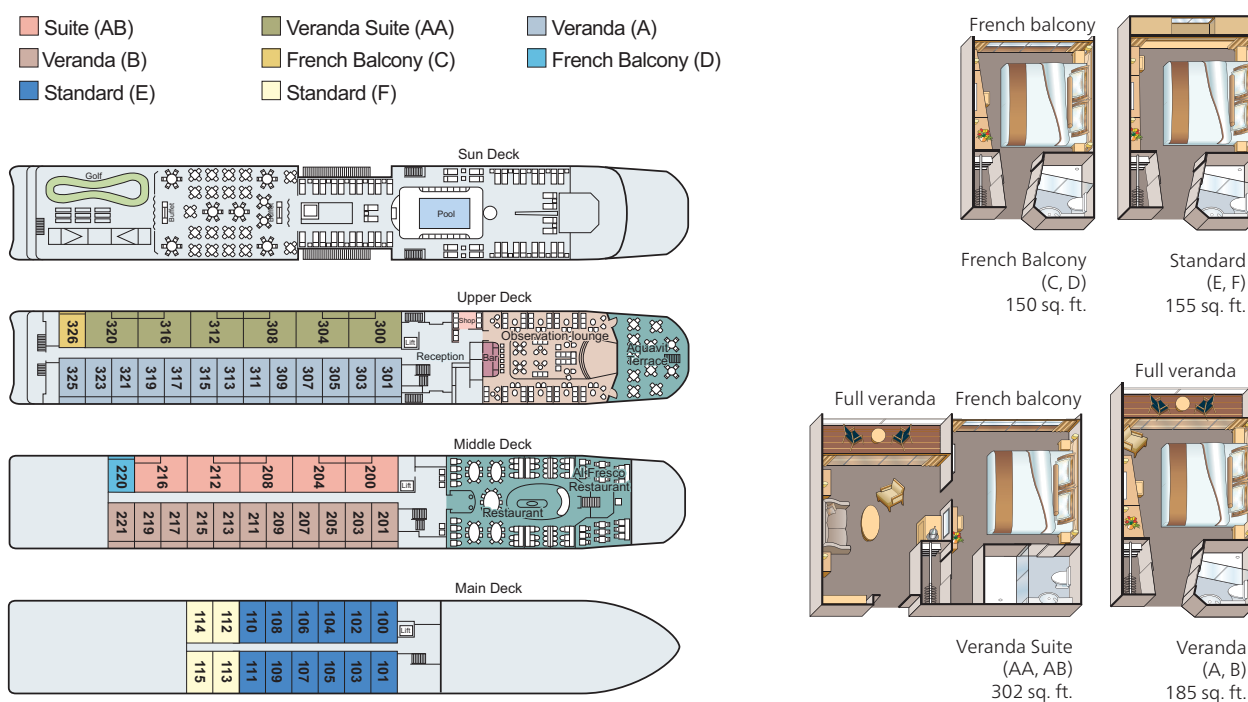 Suite (AB)
Veranda Suite (AA)
Veranda (A)
Veranda (B)
French Balcony (C)
French Balcony (D)
Standard (E)
Standard (F)
Sun Deck
Golf
Buffet
Pool
Upper Deck
326 320 316 312 308 304 300
Lift
Shop
Observation lounge
Reception
Bar
Aquavit
Terrace
325 323 321 319 317 315 313 311 309 307 305 303 301
Middle Deck
220 216 212 208 204 200
Lift
Al Fresco
Restaurant
Restaurant
221 219 217 215 213 211 209 207 205 203 201
Main Deck
114 112 110 108 106 104 102 100
Lift
115 113 111 109 107 105 103 101
French balcony
French Balcony
(C, D)
150 sq. ft.
Standard
(E, F)
155 sq. ft.
Full veranda
French balcony
Full veranda
Veranda Suite
(AA, AB)
302 sq. ft.
Veranda
(A, B)
185 sq. ft.